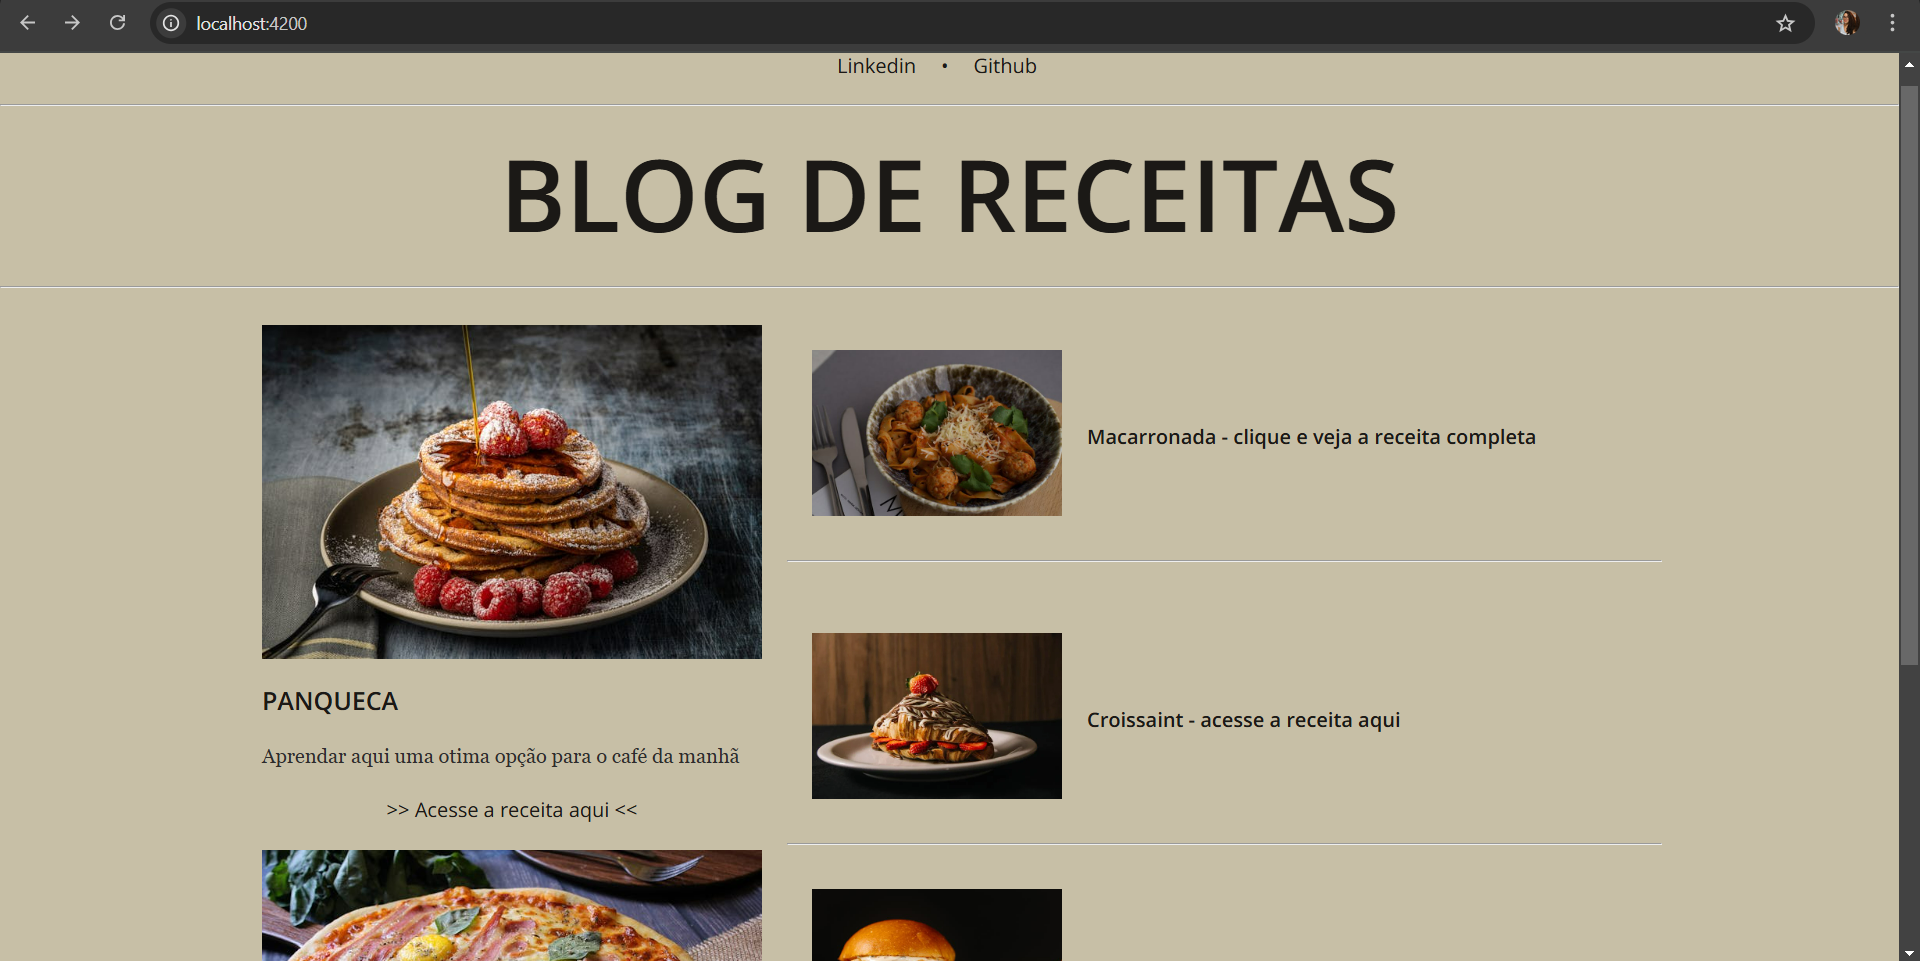 localhost:4200
Linkedin • Github
BLOG DE RECEITAS
Macarronada - clique e veja a receita completa
Croissaint - acesse a receita aqui
PANQUECA
Aprendar aqui uma otima opção para o café da manhã
>> Acesse a receita aqui <<